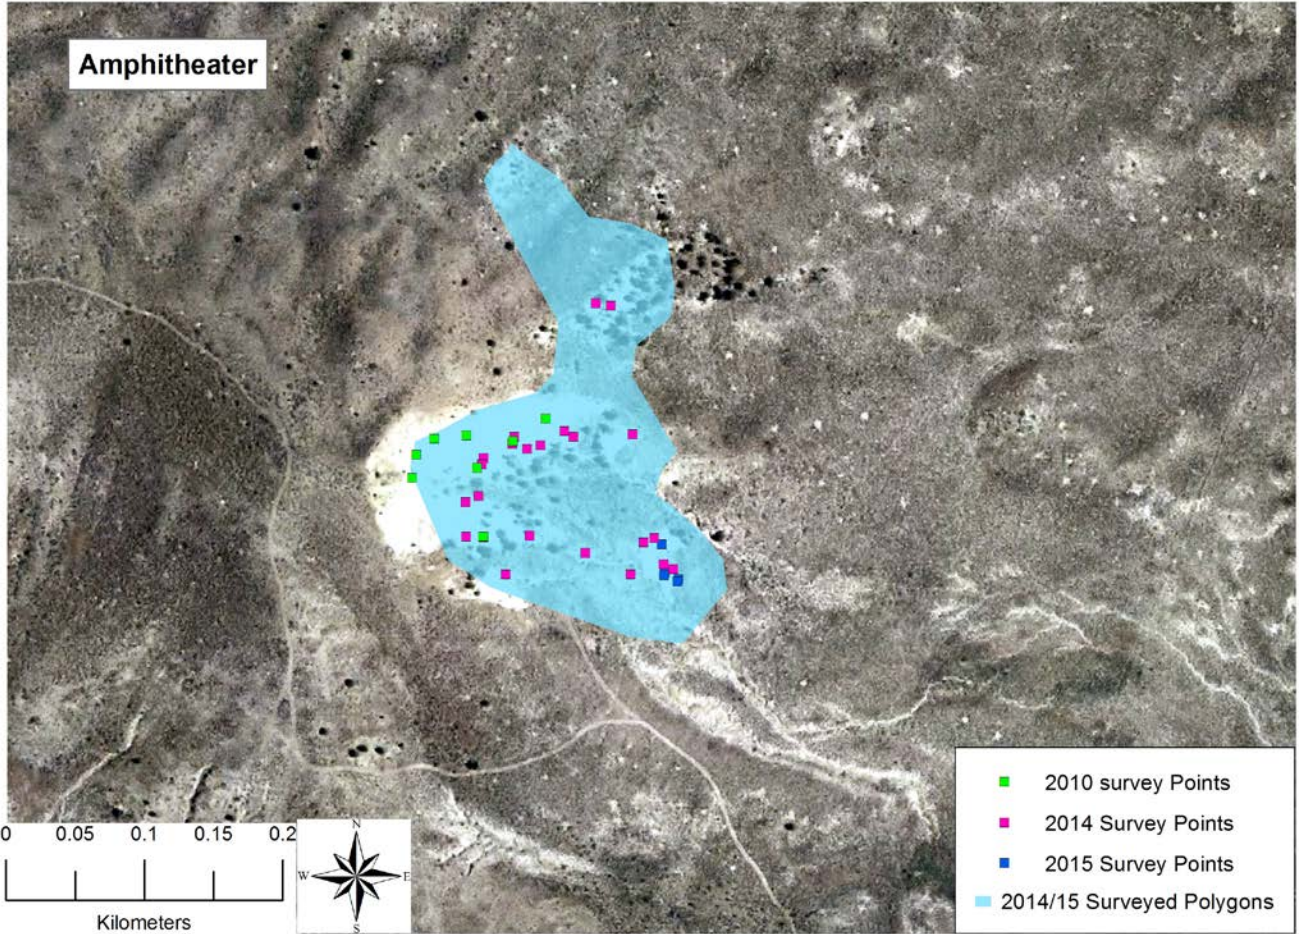 Amphitheater
2010 survey Points
2014 Survey Points
2015 Survey Points
2014/15 Surveyed Polygons
0 0.05 0.1 0.15 0.2
Kilometers
N
W E
S